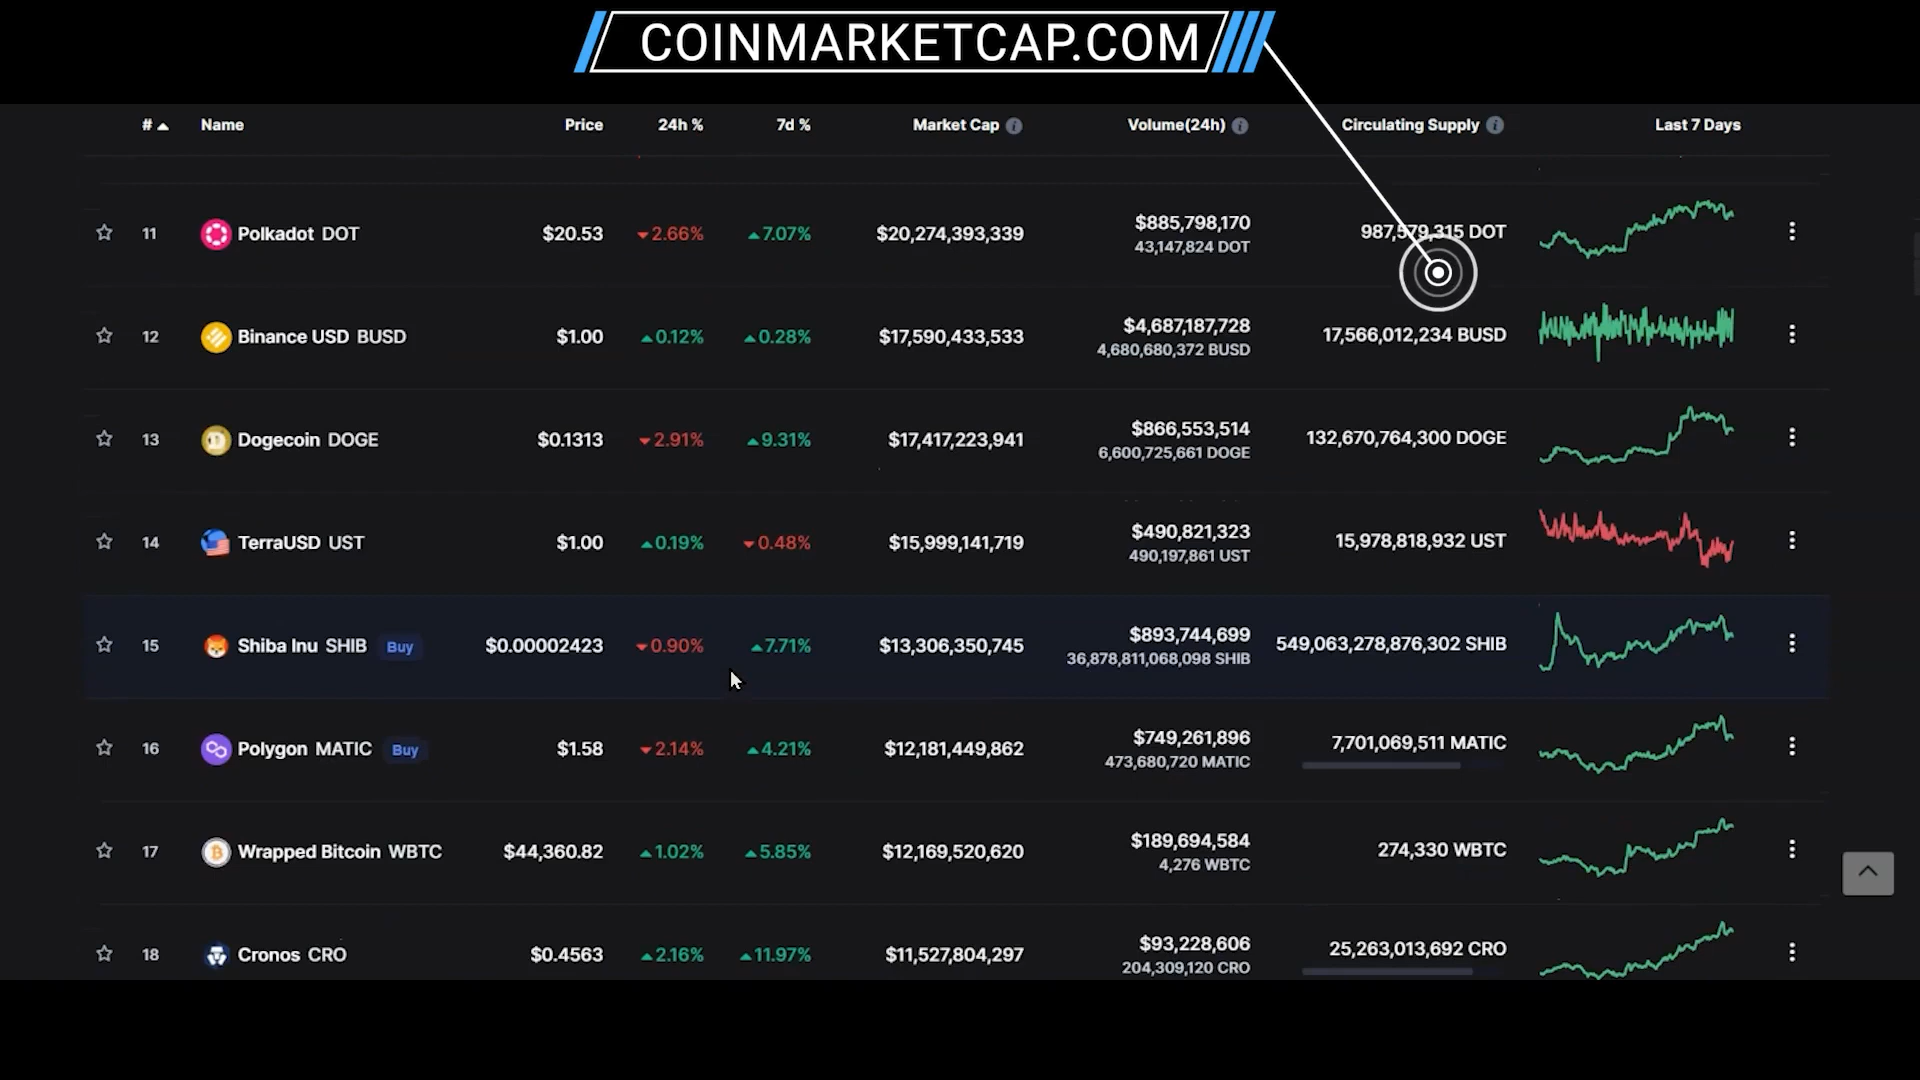 COINMARKETCAP.COM
# Name Price 24h % 7d % Market Cap Volume(24h) Circulating Supply Last 7 Days
11 Polkadot DOT $20.53 2.66% 7.07% $20,274,393,339 $885,798,170 987,579,315 DOT
43,147,824 DOT
12 Binance USD BUSD $1.00 0.12% 0.28% $17,590,433,533 $4,687,187,728 17,566,012,234 BUSD
4,680,680,372 BUSD
13 Dogecoin DOGE $0.1313 2.91% 9.31% $17,417,223,941 $866,553,514 132,670,764,300 DOGE
6,600,725,661 DOGE
14 TerraUSD UST $1.00 0.19% 0.48% $15,999,141,719 $490,821,323 15,978,818,932 UST
490,197,861 UST
15 Shiba Inu SHIB Buy $0.00002423 0.90% 7.71% $13,306,350,745 $893,744,699 549,063,278,876,302 SHIB
36,878,811,068,098 SHIB
16 Polygon MATIC Buy $1.58 2.14% 4.21% $12,181,449,862 $749,261,896 7,701,069,511 MATIC
473,680,720 MATIC
17 Wrapped Bitcoin WBTC $44,360.82 1.02% 5.85% $12,169,520,620 $189,694,584 274,330 WBTC
4,276 WBTC
18 Cronos CRO $0.4563 2.16% 11.97% $11,527,804,297 $93,228,606 25,263,013,692 CRO
204,309,120 CRO